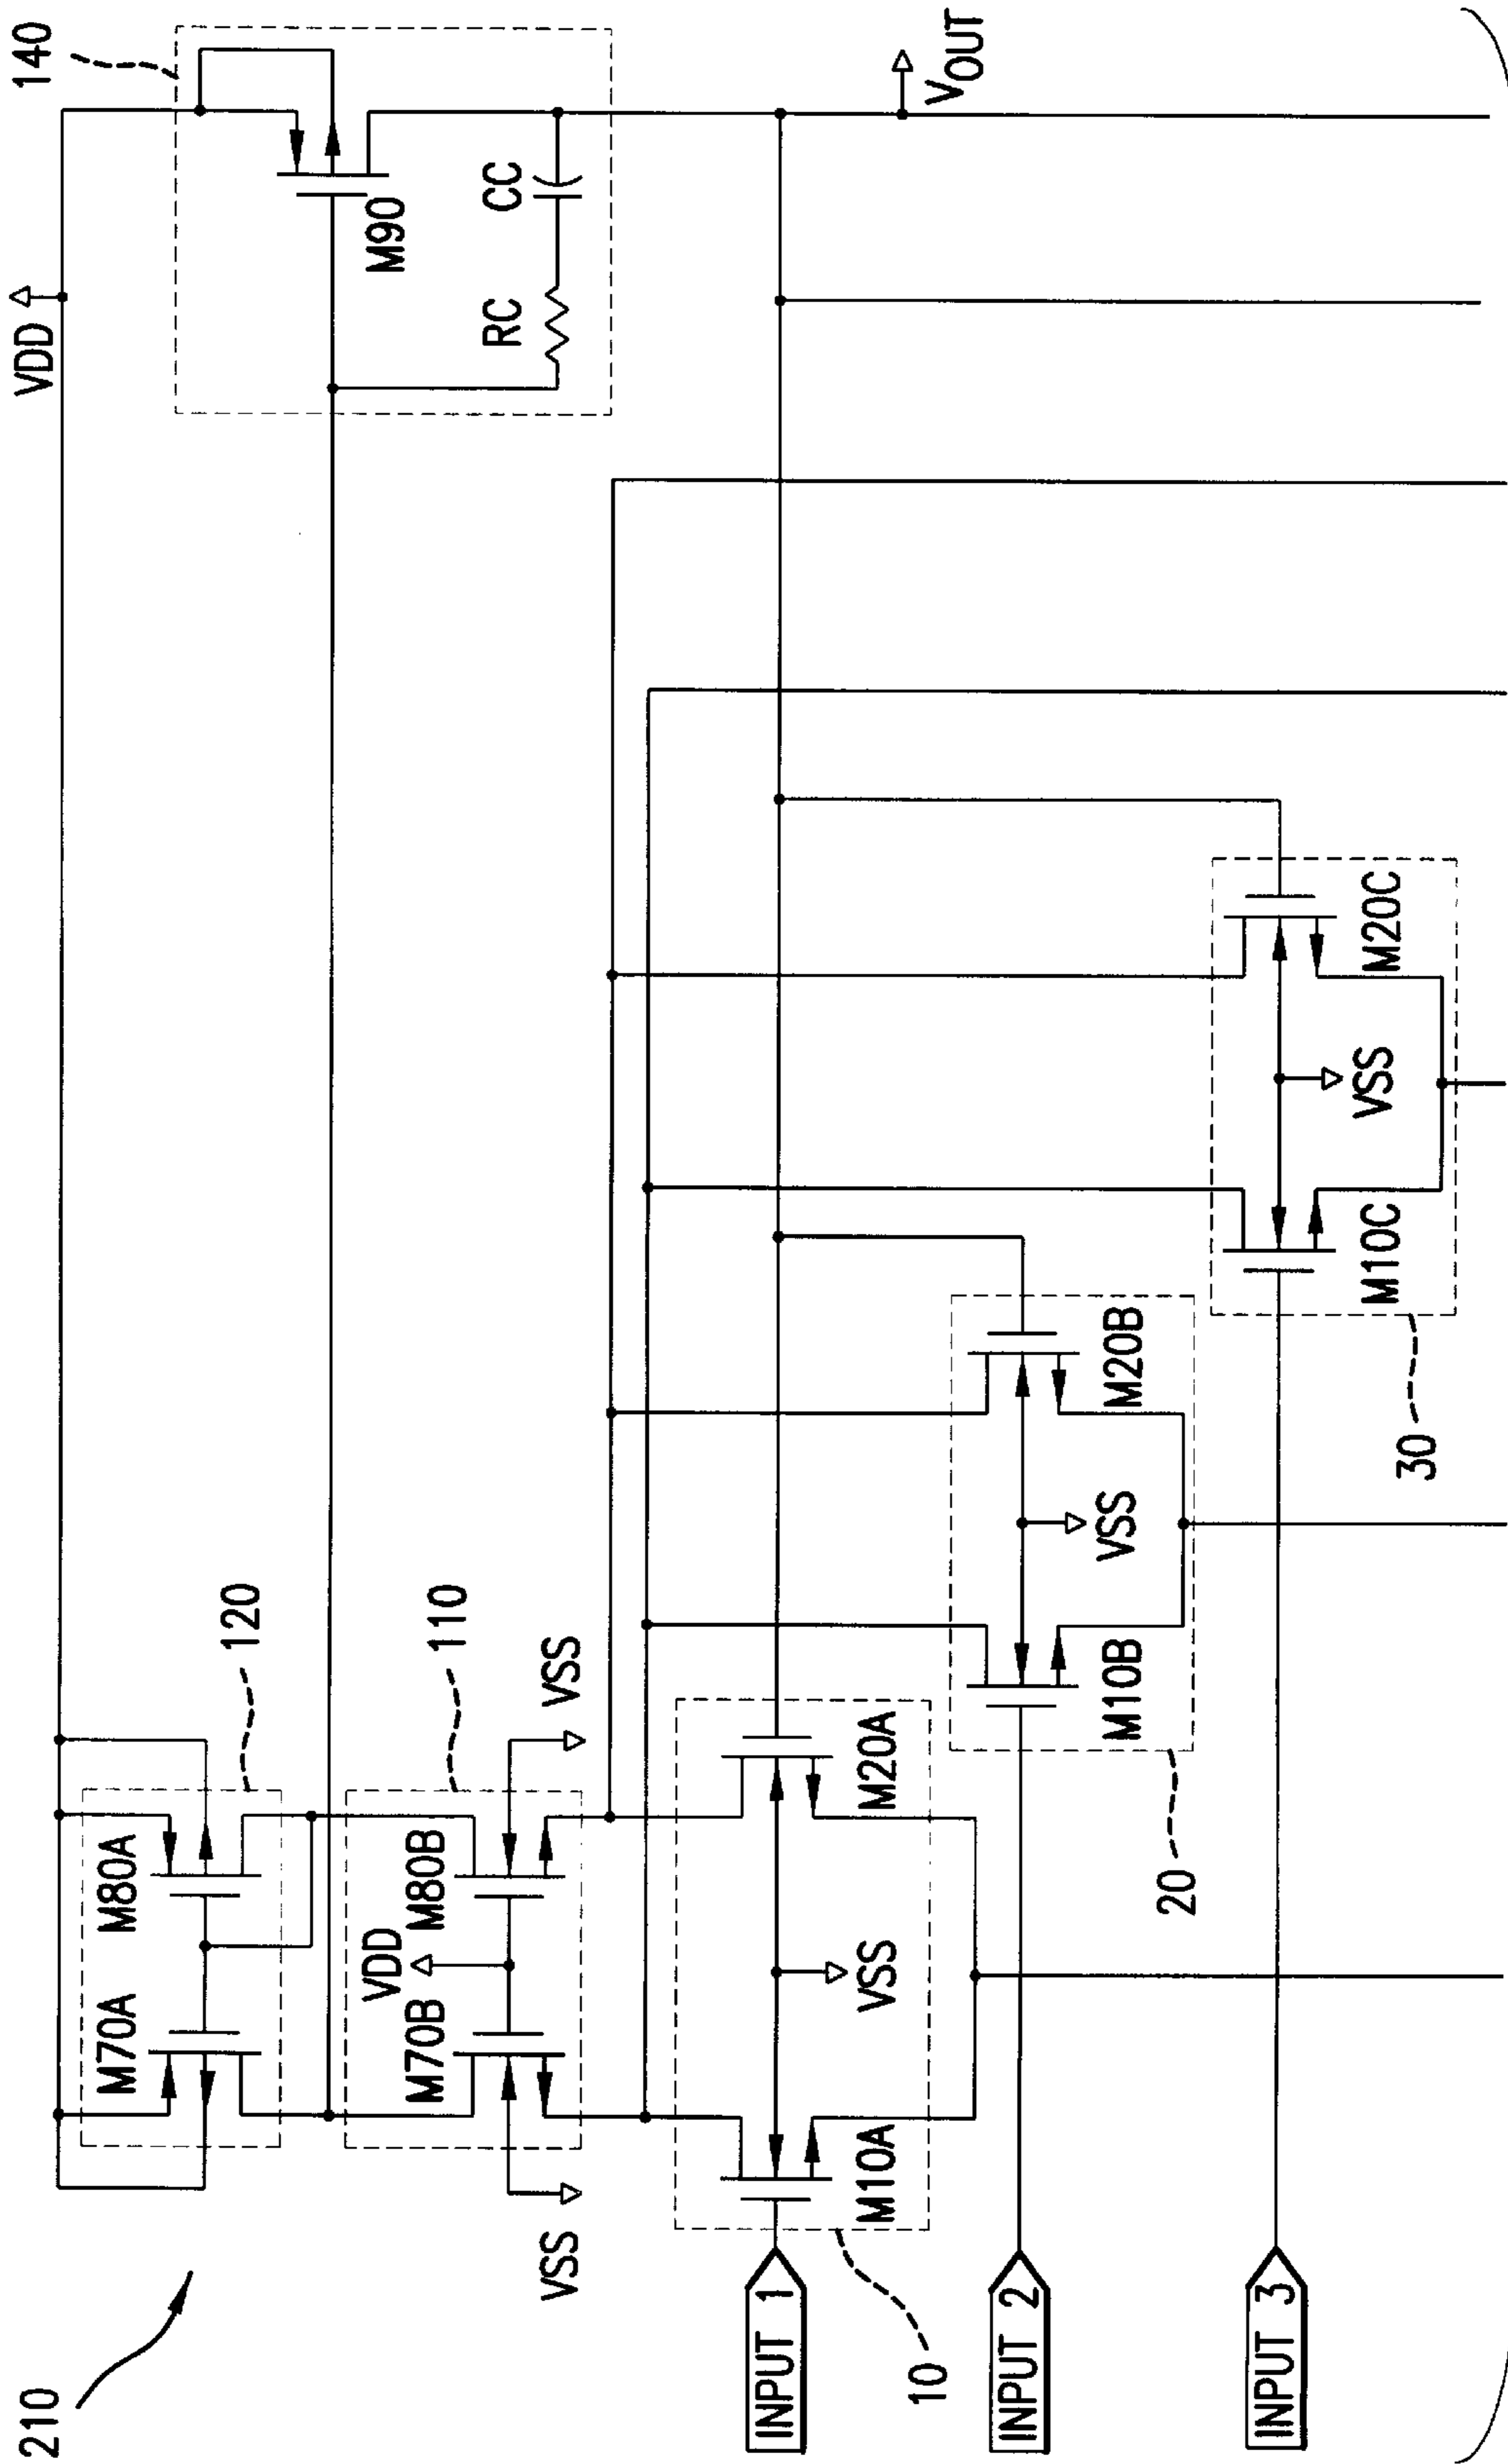 210
VDD
140
M70A
M80A
120
M90
RC
CC
VDD
M70B
M80B
110
VSS
VSS
INPUT 1
M10A
M20A
VSS
10
VOUT
INPUT 2
M10B
M20B
VSS
20
INPUT 3
M10C
M20C
VSS
30